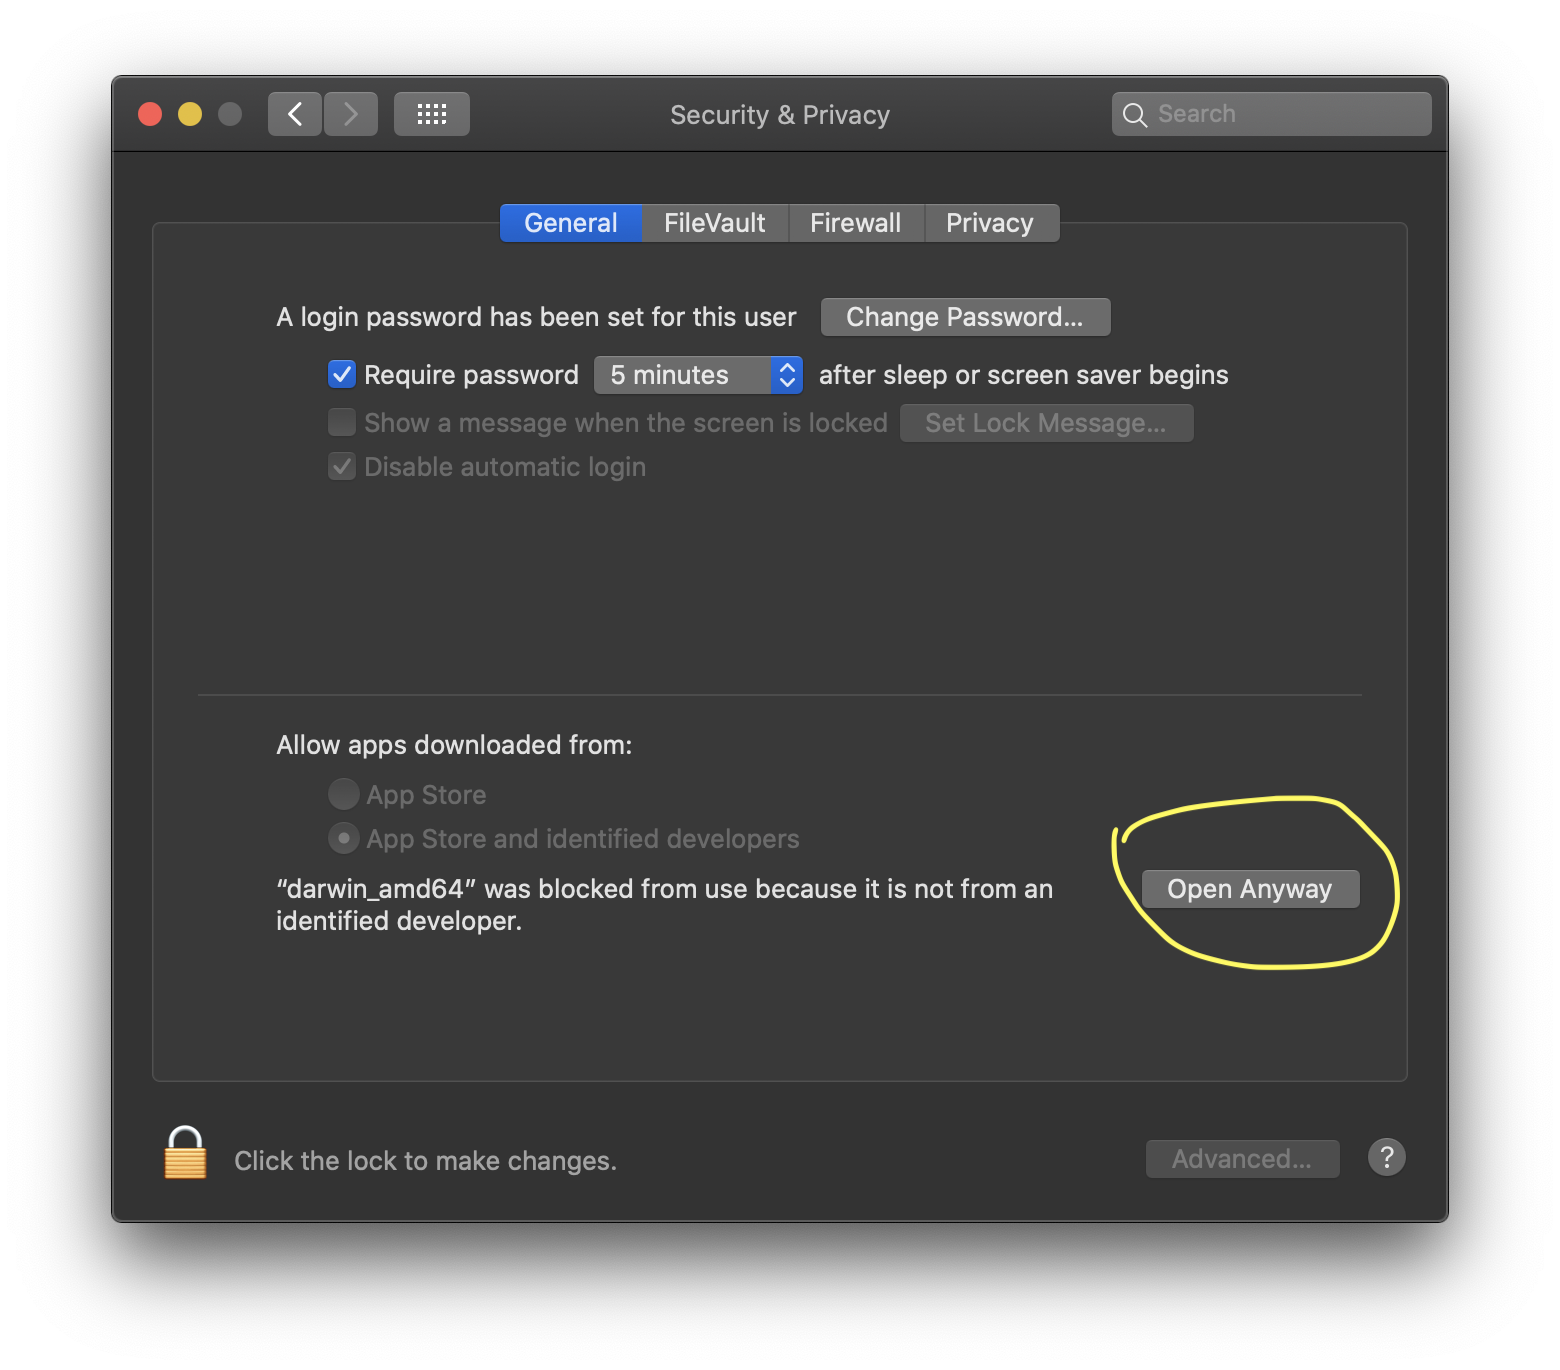 Security & Privacy
Search
General
FileVault
Firewall
Privacy
A login password has been set for this user
Change Password...
Require password
5 minutes
after sleep or screen saver begins
Show a message when the screen is locked
Set Lock Message...
Disable automatic login
Allow apps downloaded from:
App Store
App Store and identified developers
“darwin_amd64” was blocked from use because it is not from an
identified developer.
Open Anyway
Click the lock to make changes.
Advanced...
?